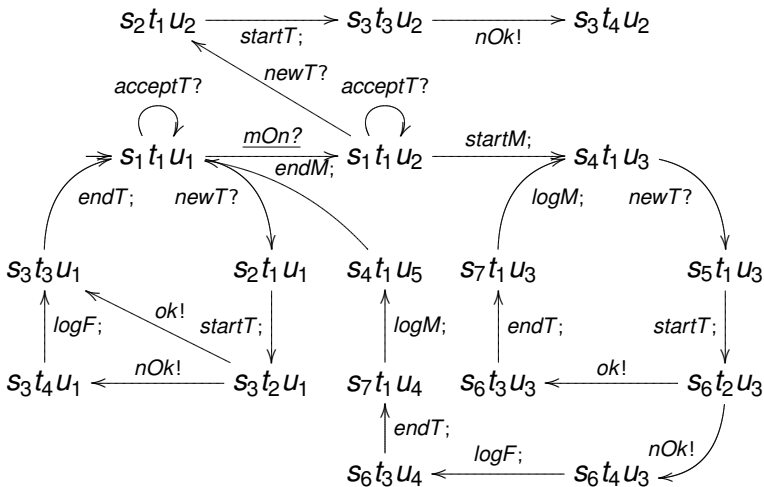 s2t1u2 startT; s3t3u2 nOk! s3t4u2
newT?
acceptT? acceptT?
s1t1u1 mOn? s1t1u2 startM; s4t1u3
endM;
endT; newT? logM; newT?
s3t3u1 s2t1u1 s4t1u5 s7t1u3 s5t1u3
ok!
logF; startT; logM; endT; startT;
s3t4u1 nOk! s3t2u1 s7t1u4 s6t3u3 ok! s6t2u3
endT; nOk!
s6t3u4 logF; s6t4u3